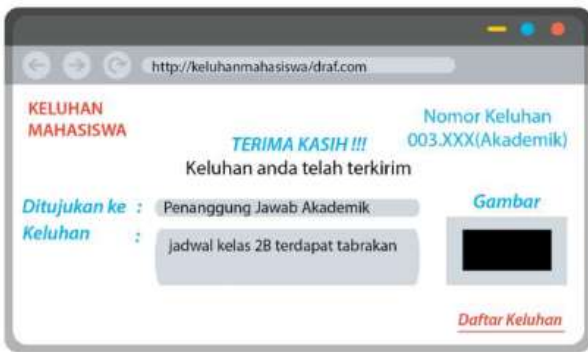 http://keluhanmahasiswa/draf.com
KELUHAN
MAHASISWA
Nomor Keluhan
003.XXX(Akademik)
TERIMA KASIH !!!
Keluhan anda telah terkirim
Ditujukan ke : Penanggung Jawab Akademik
Gambar
Keluhan : jadwal kelas 2B terdapat tabrakan
Daftar Keluhan